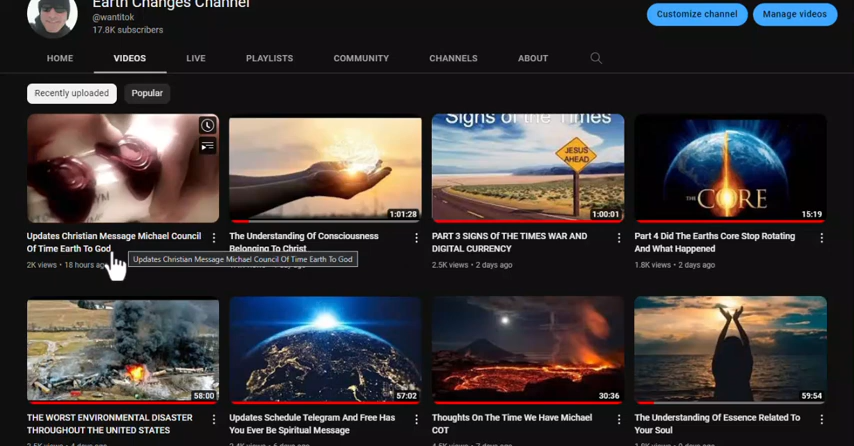 Earth Changes Channel
@wantitok
17.8K subscribers
Customize channel
Manage videos
HOME
VIDEOS
LIVE
PLAYLISTS
COMMUNITY
CHANNELS
ABOUT
Recently uploaded
Popular
1:01:28
Signs of the Times
JESUS
AHEAD
1:00:01
THE CORE
15:19
Updates Christian Message Michael Council
Of Time Earth To God
2K views • 18 hours ago
Updates Christian Message Michael Council Of Time Earth To God
The Understanding Of Consciousness
Belonging To Christ
PART 3 SIGNS Of THE TIMES WAR AND
DIGITAL CURRENCY
2.5K views • 2 days ago
Part 4 Did The Earths Core Stop Rotating
And What Happened
1.8K views • 2 days ago
58:00
57:02
30:36
59:54
THE WORST ENVIRONMENTAL DISASTER
THROUGHOUT THE UNITED STATES
Updates Schedule Telegram And Free Has
You Ever Be Spiritual Message
Thoughts On The Time We Have Michael
COT
The Understanding Of Essence Related To
Your Soul